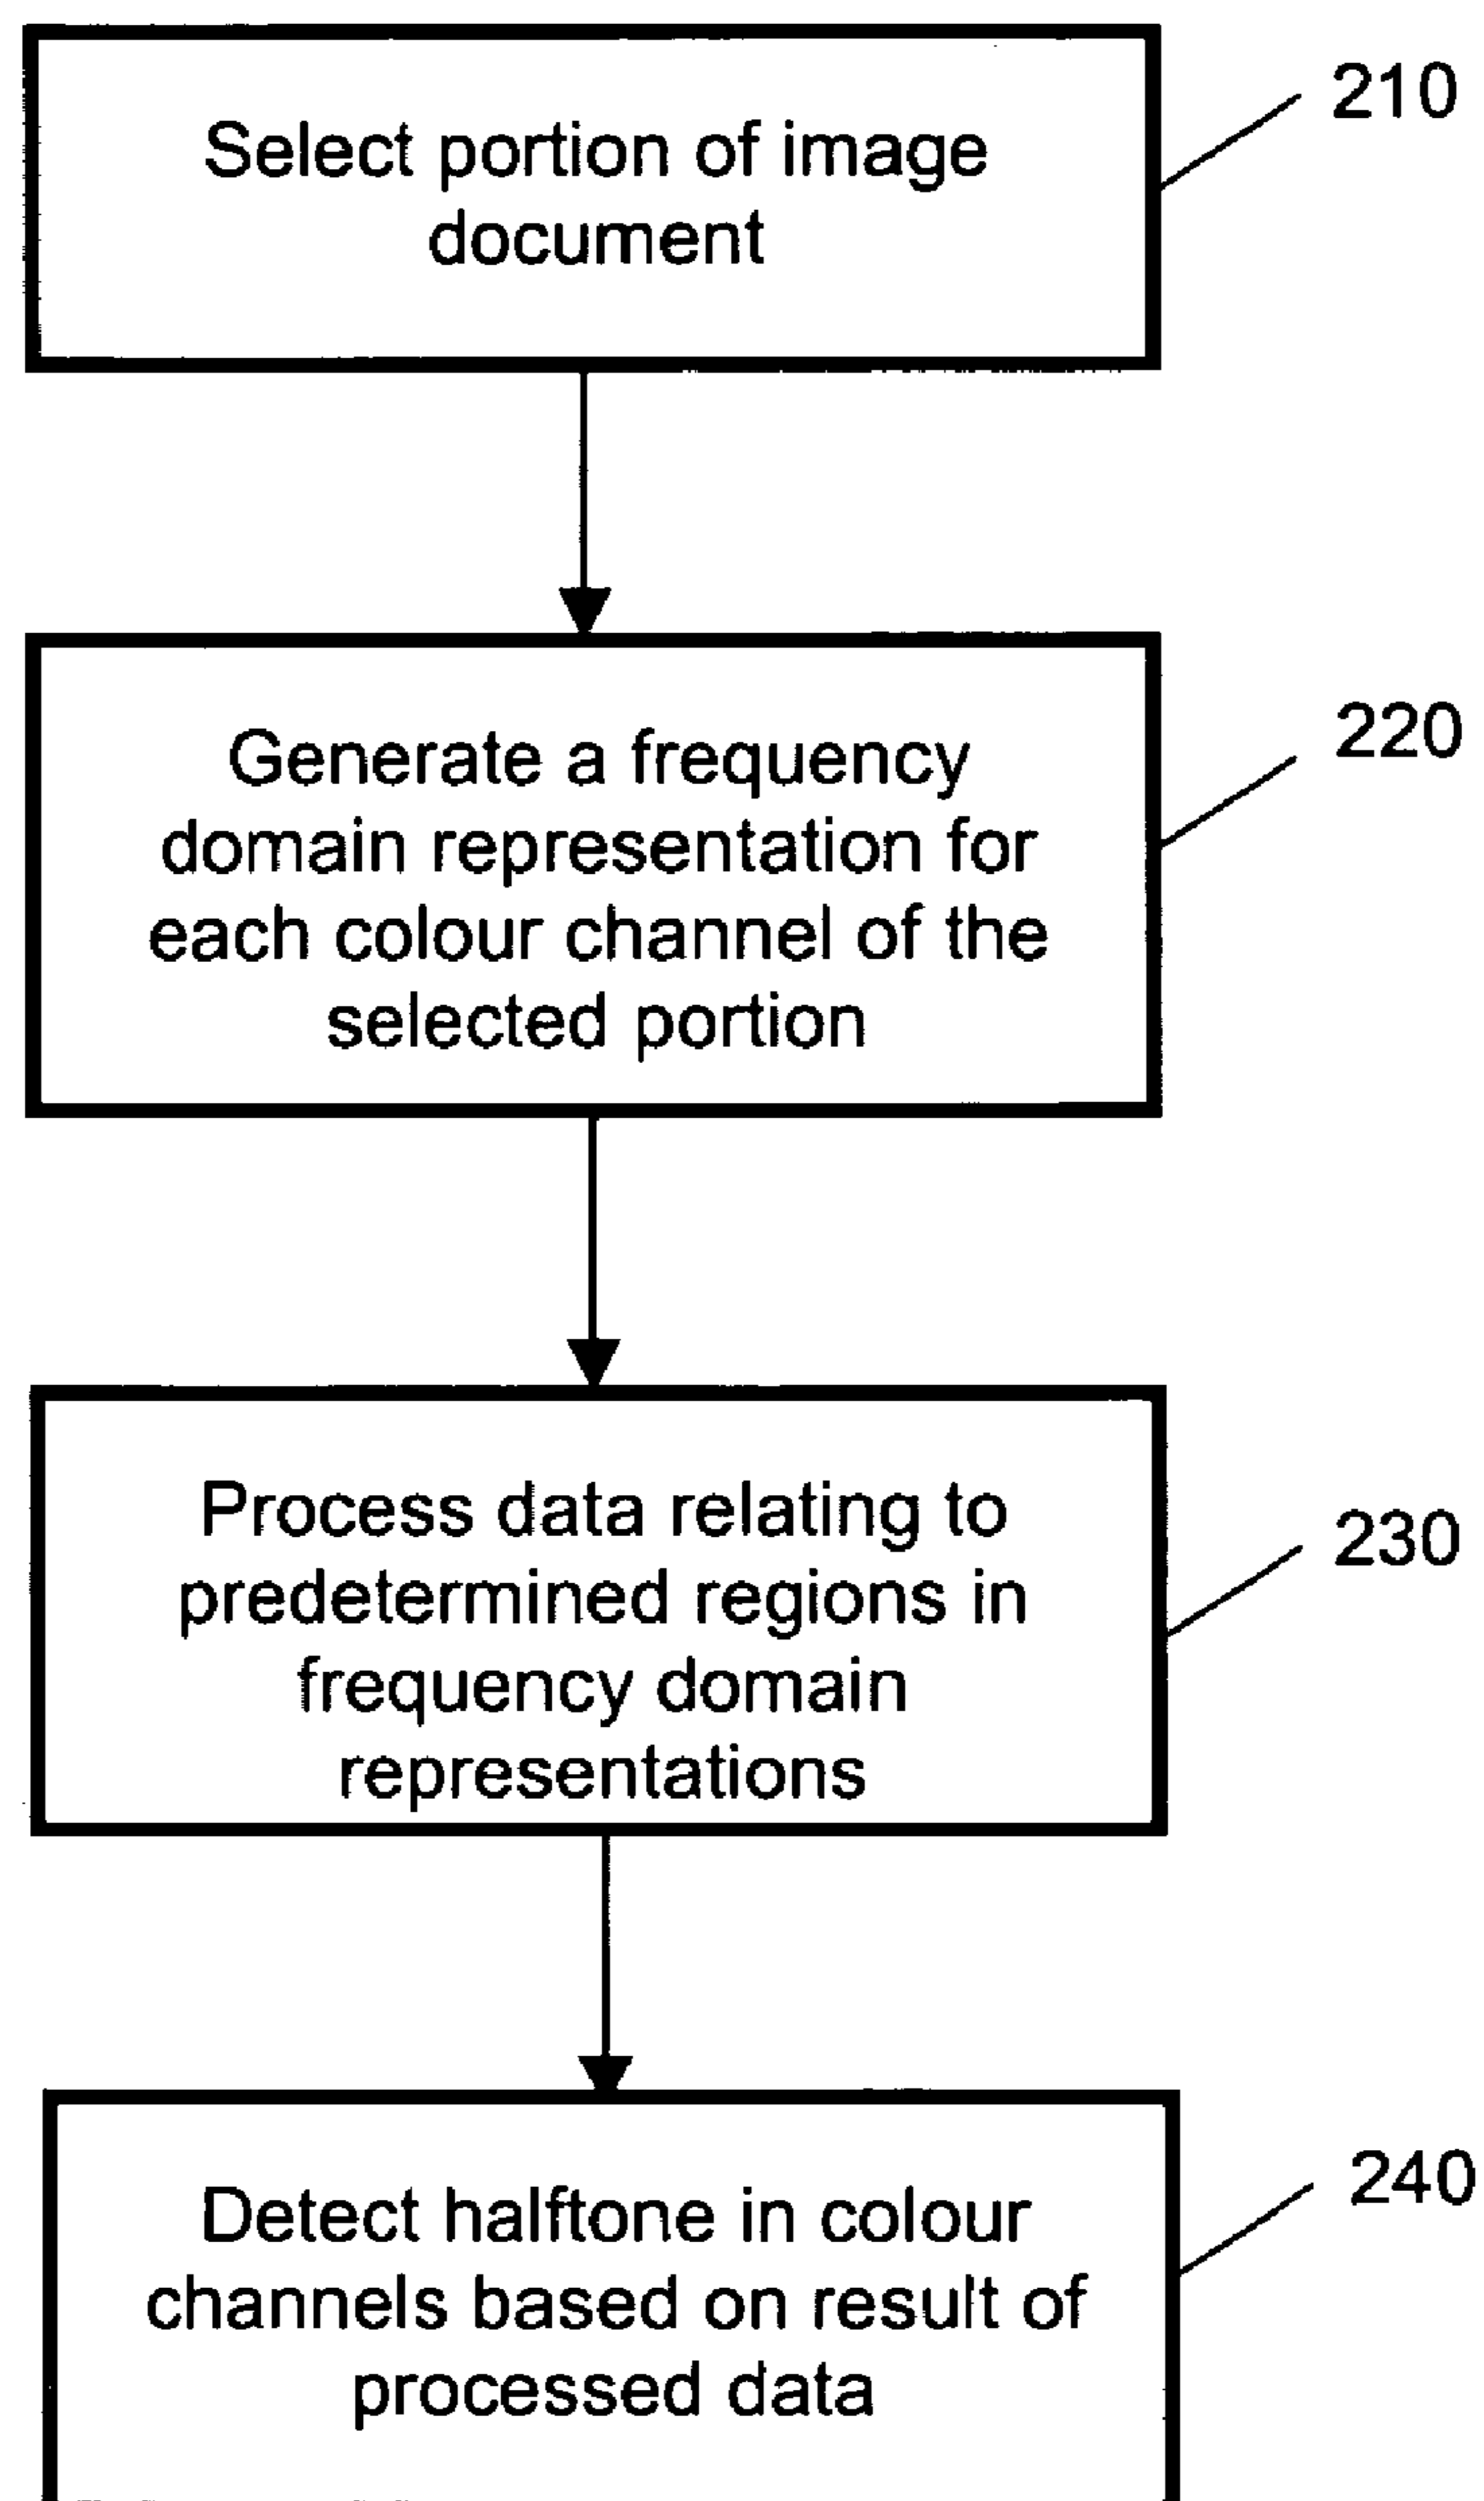 Select portion of image
document
210
Generate a frequency
domain representation for
each colour channel of the
selected portion
220
Process data relating to
predetermined regions in
frequency domain
representations
230
Detect halftone in colour
channels based on result of
processed data
240